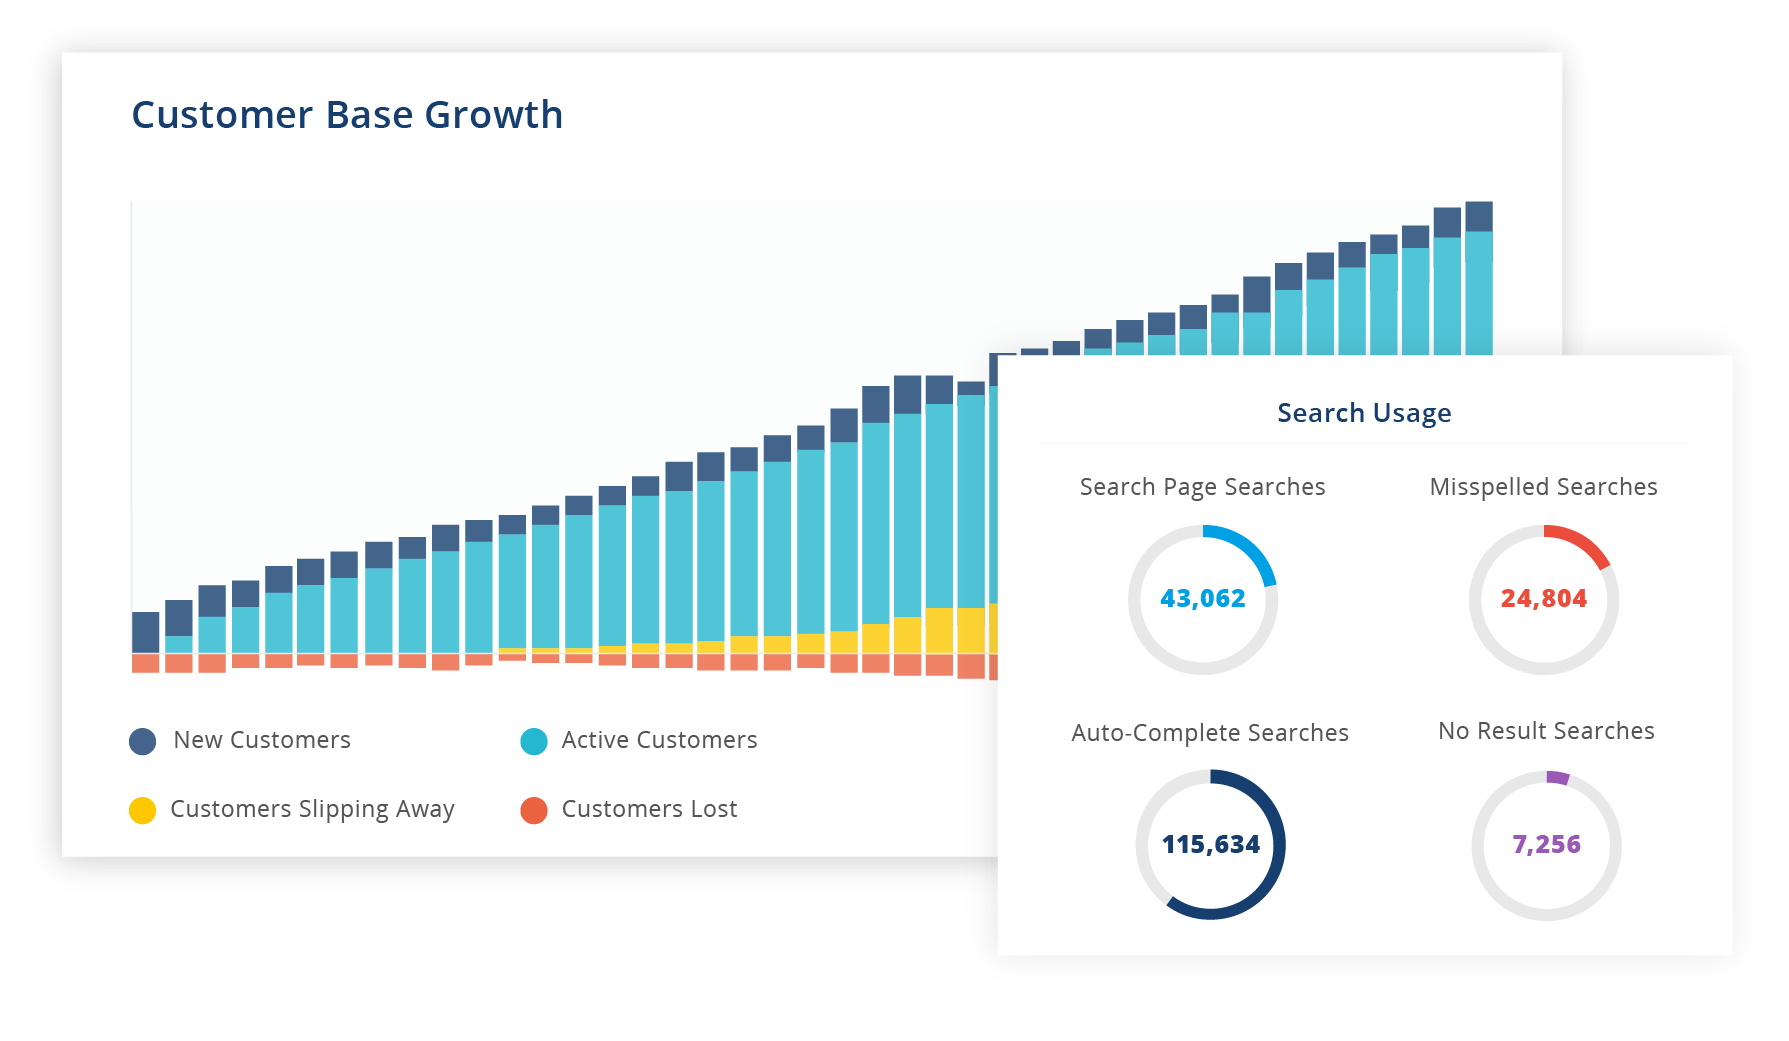 Customer Base Growth
New Customers
Active Customers
Customers Slipping Away
Customers Lost
Search Usage
Search Page Searches
Misspelled Searches
43,062
24,804
Auto-Complete Searches
No Result Searches
115,634
7,256